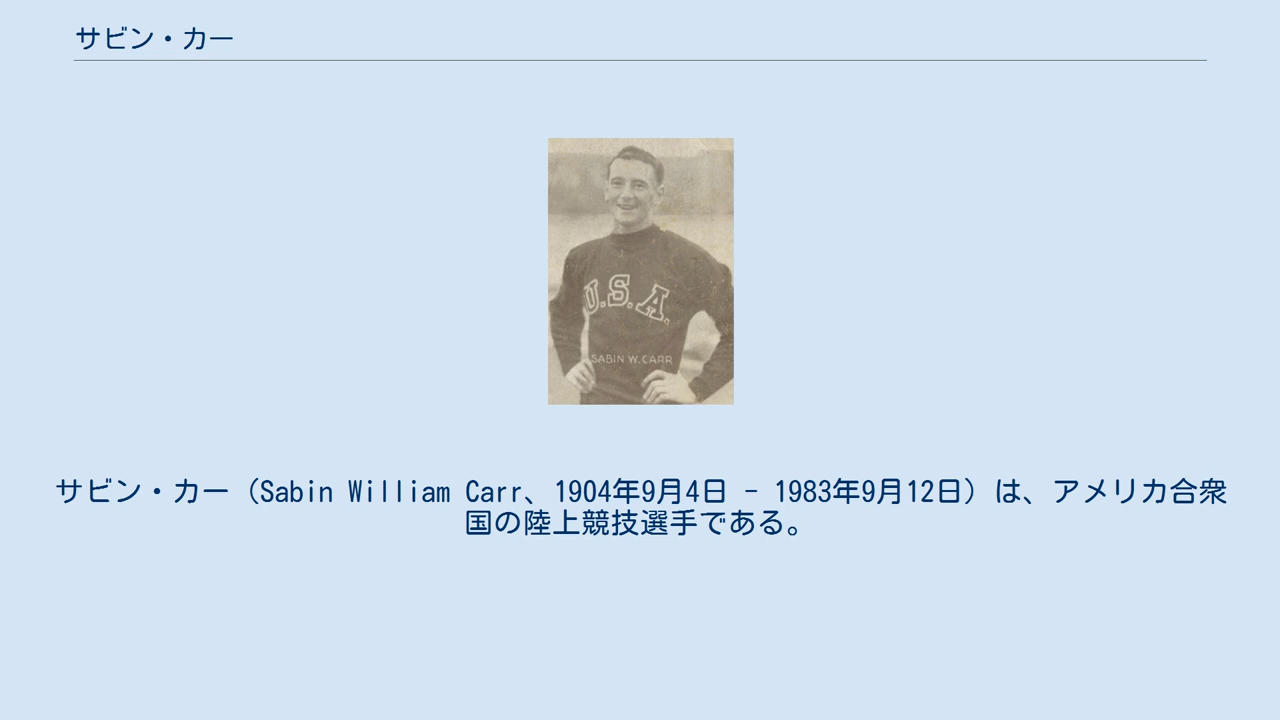 サビン・カー
U.S.A.
SABIN W. CARR
サビン・カー（Sabin William Carr、1904年9月4日 - 1983年9月12日）は、アメリカ合衆
国の陸上競技選手である。